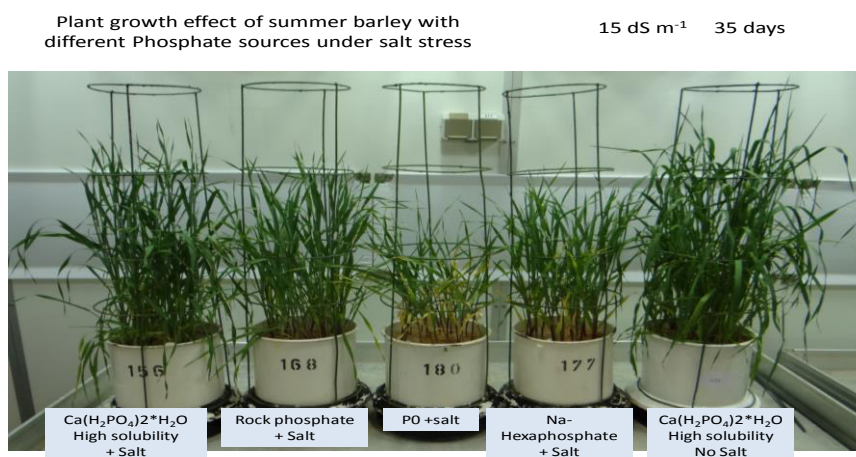 Plant growth effect of summer barley with
different Phosphate sources under salt stress
15 dS m⁻¹ 35 days
156
168
180
177
Ca(H₂PO₄)2*H₂O
High solubility
+ Salt
Rock phosphate
+ Salt
P0 +salt
Na-
Hexaphosphate
+ Salt
Ca(H₂PO₄)2*H₂O
High solubility
No Salt